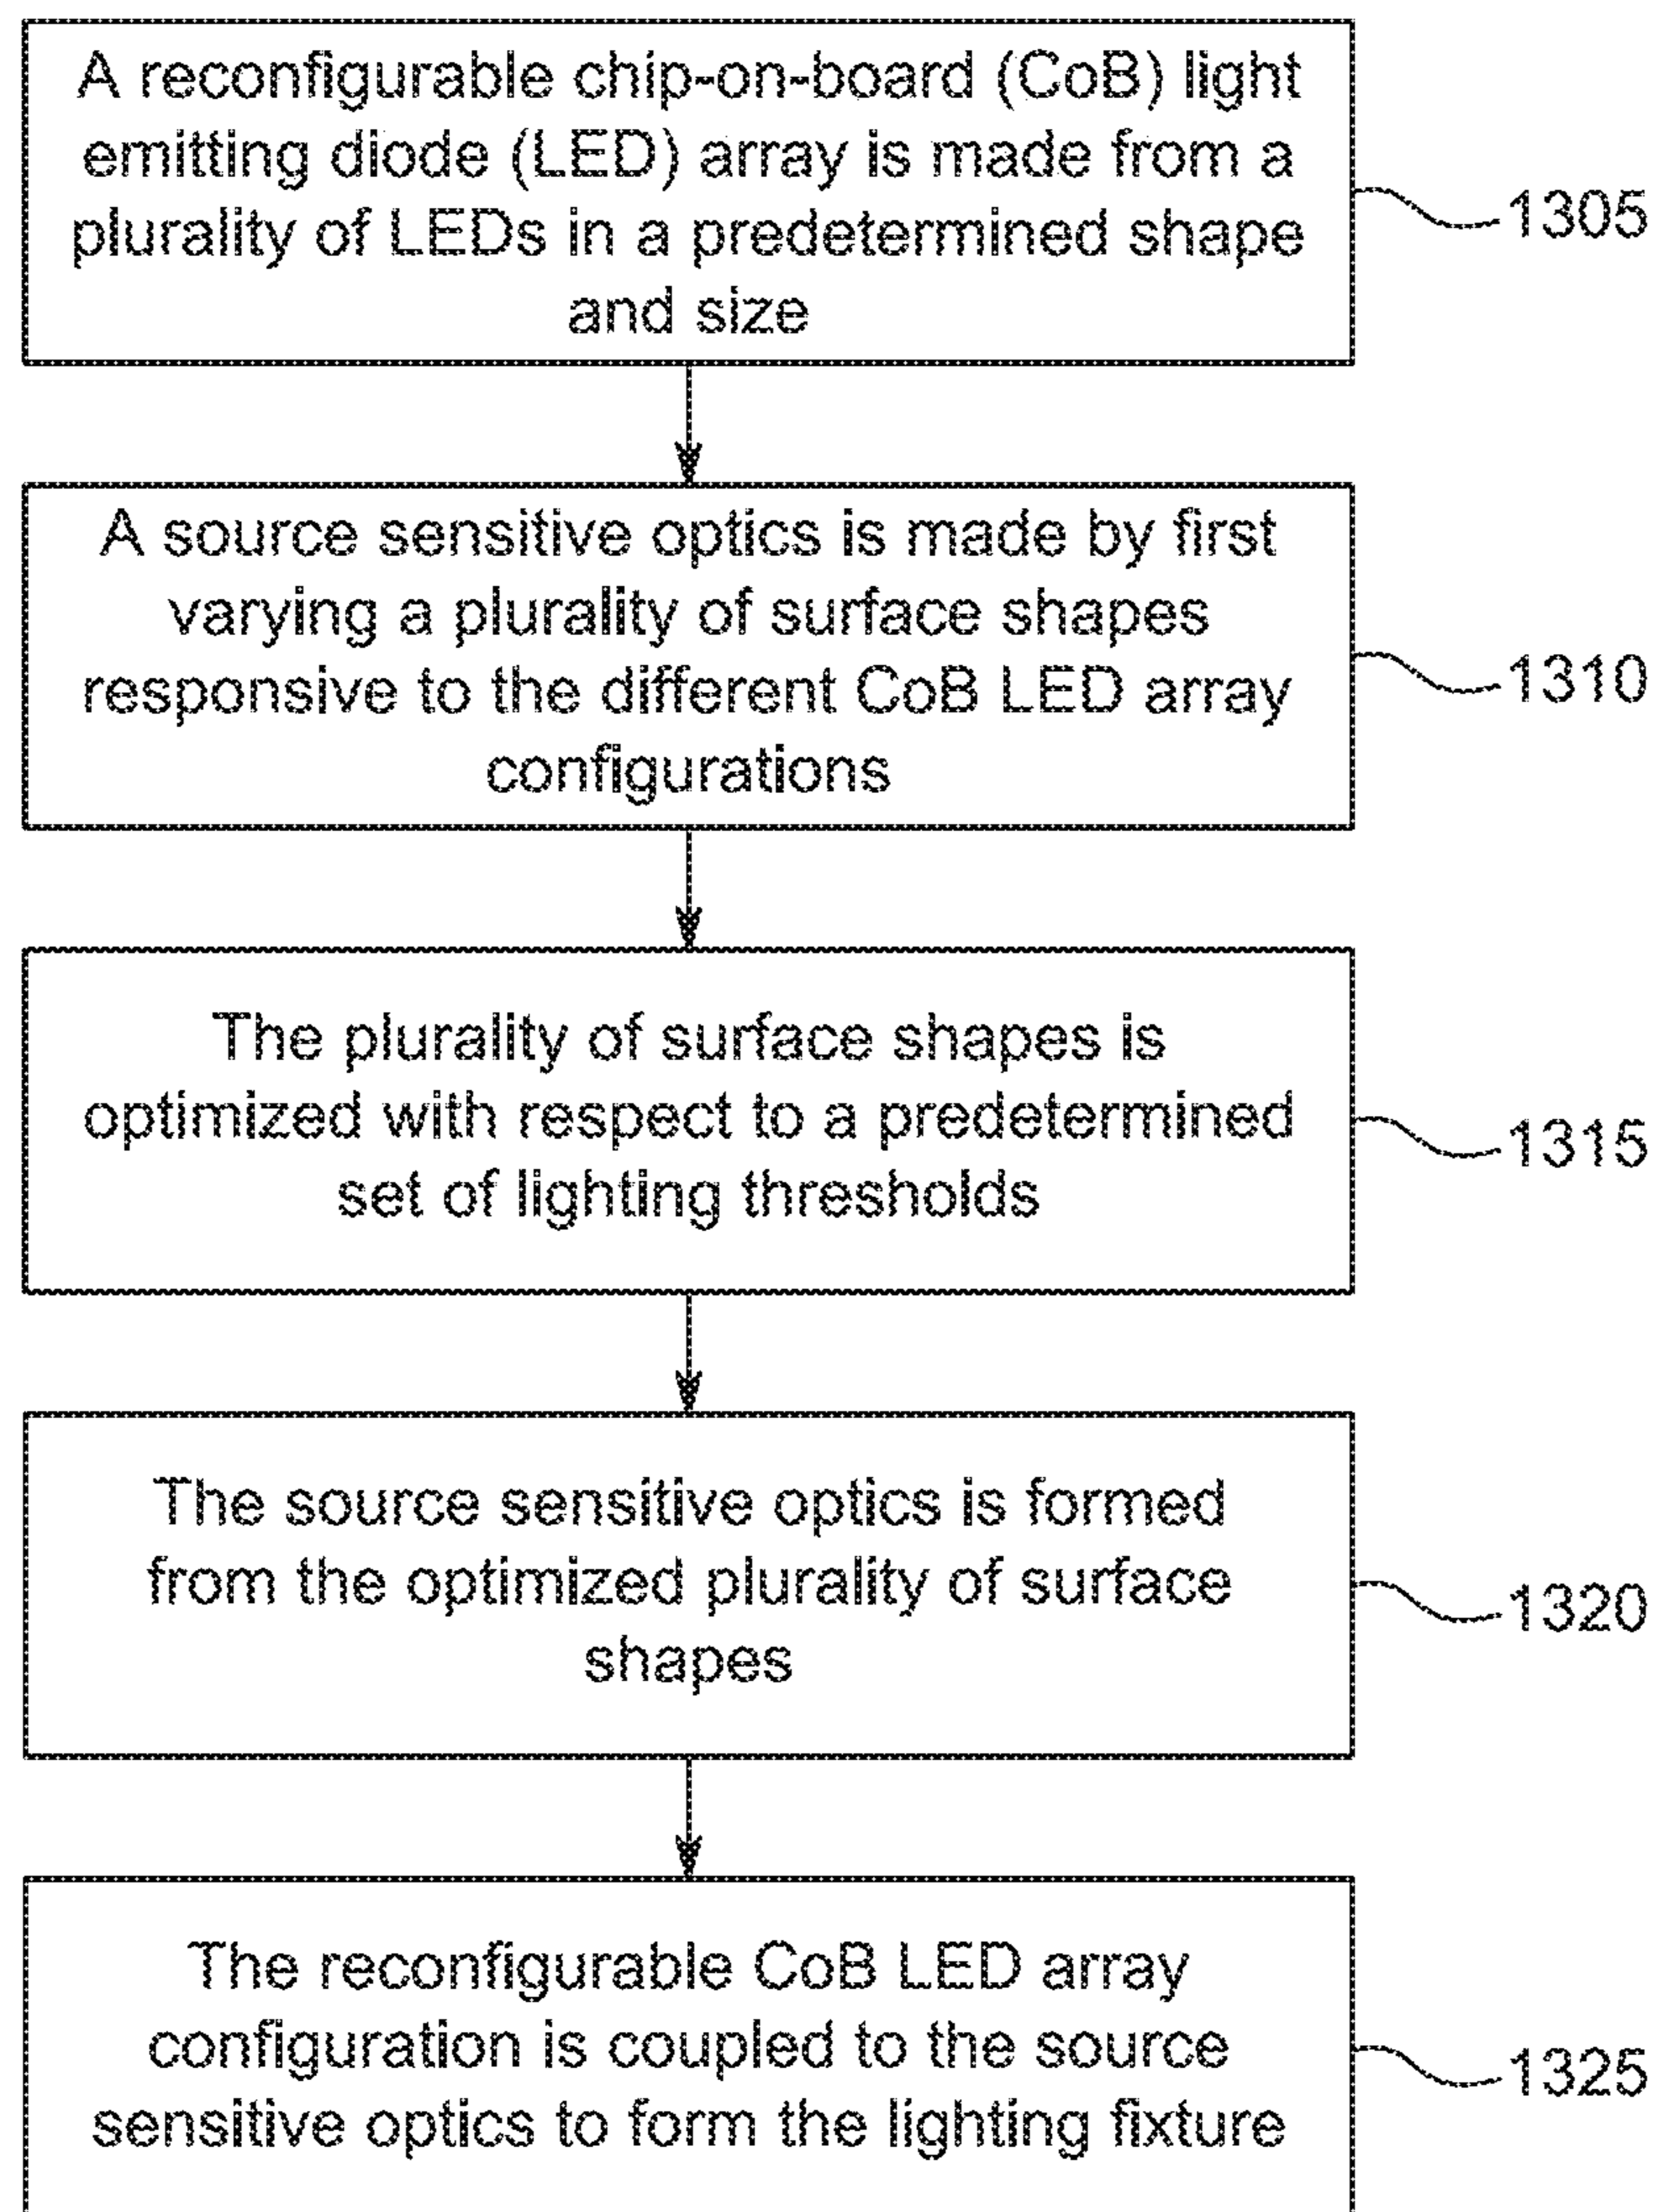 A reconfigurable chip-on-board (CoB) light
emitting diode (LED) array is made from a
plurality of LEDs in a predetermined shape
and size
1305
A source sensitive optics is made by first
varying a plurality of surface shapes
responsive to the different CoB LED array
configurations
1310
The plurality of surface shapes is
optimized with respect to a predetermined
set of lighting thresholds
1315
The source sensitive optics is formed
from the optimized plurality of surface
shapes
1320
The reconfigurable CoB LED array
configuration is coupled to the source
sensitive optics to form the lighting fixture
1325